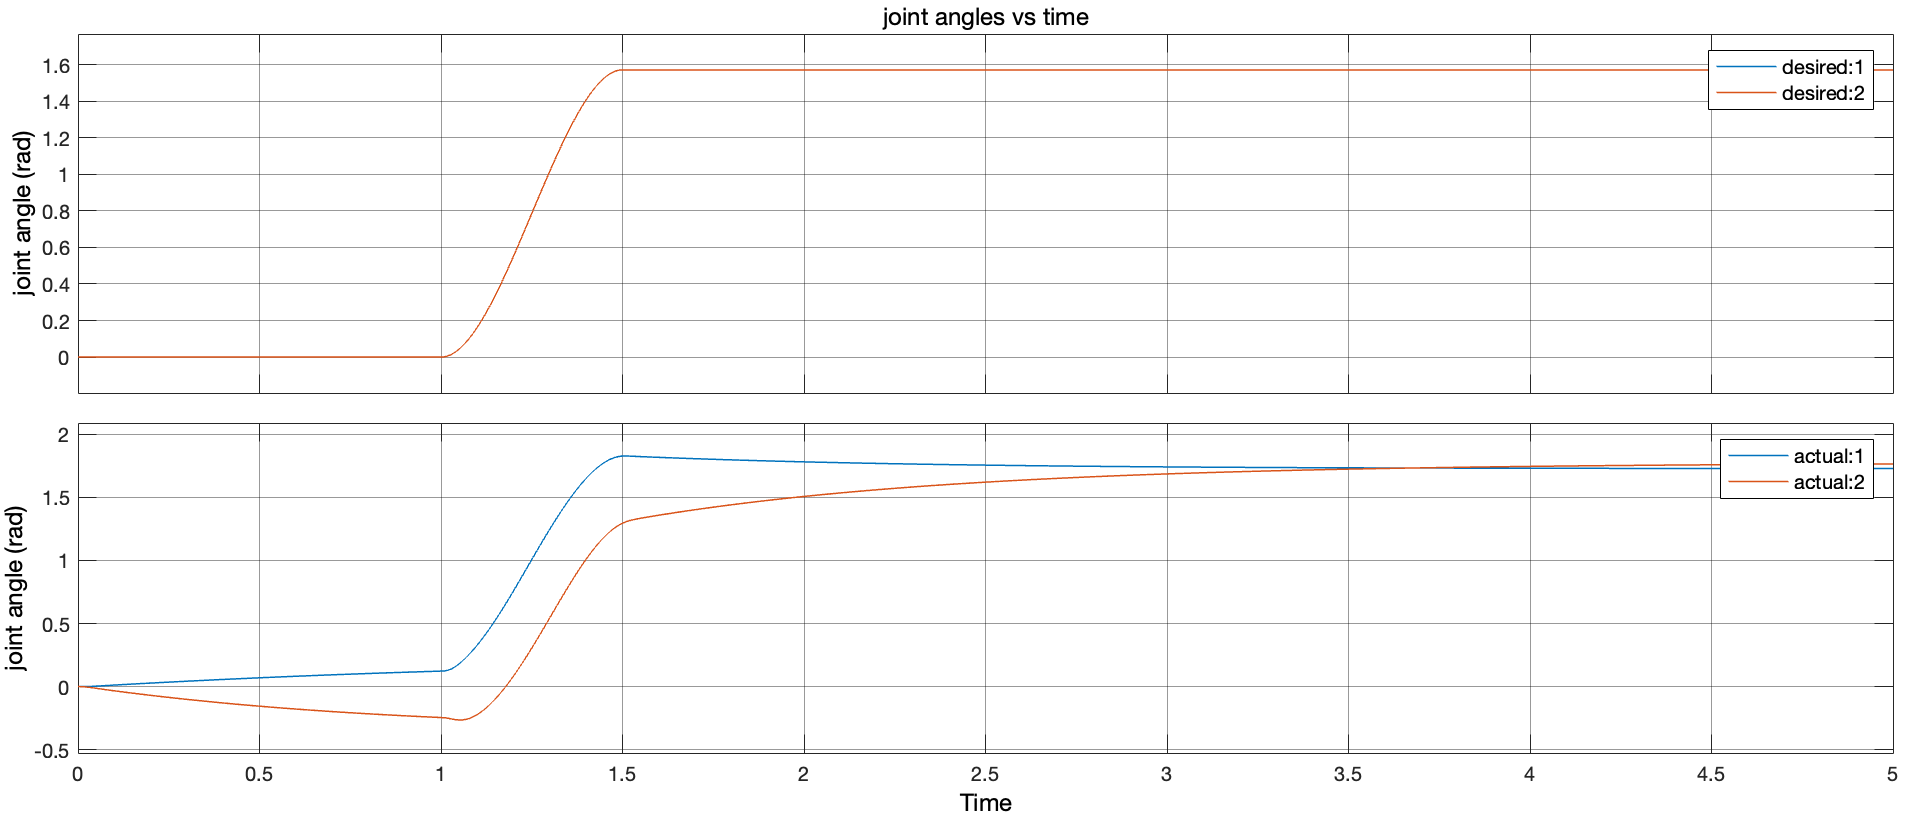 joint angles vs time
joint angle (rad)
1.6
1.4
1.2
1
0.8
0.6
0.4
0.2
0
desired:1
desired:2
joint angle (rad)
2
1.5
1
0.5
0
-0.5
actual:1
actual:2
0 0.5 1 1.5 2 2.5 3 3.5 4 4.5 5
Time